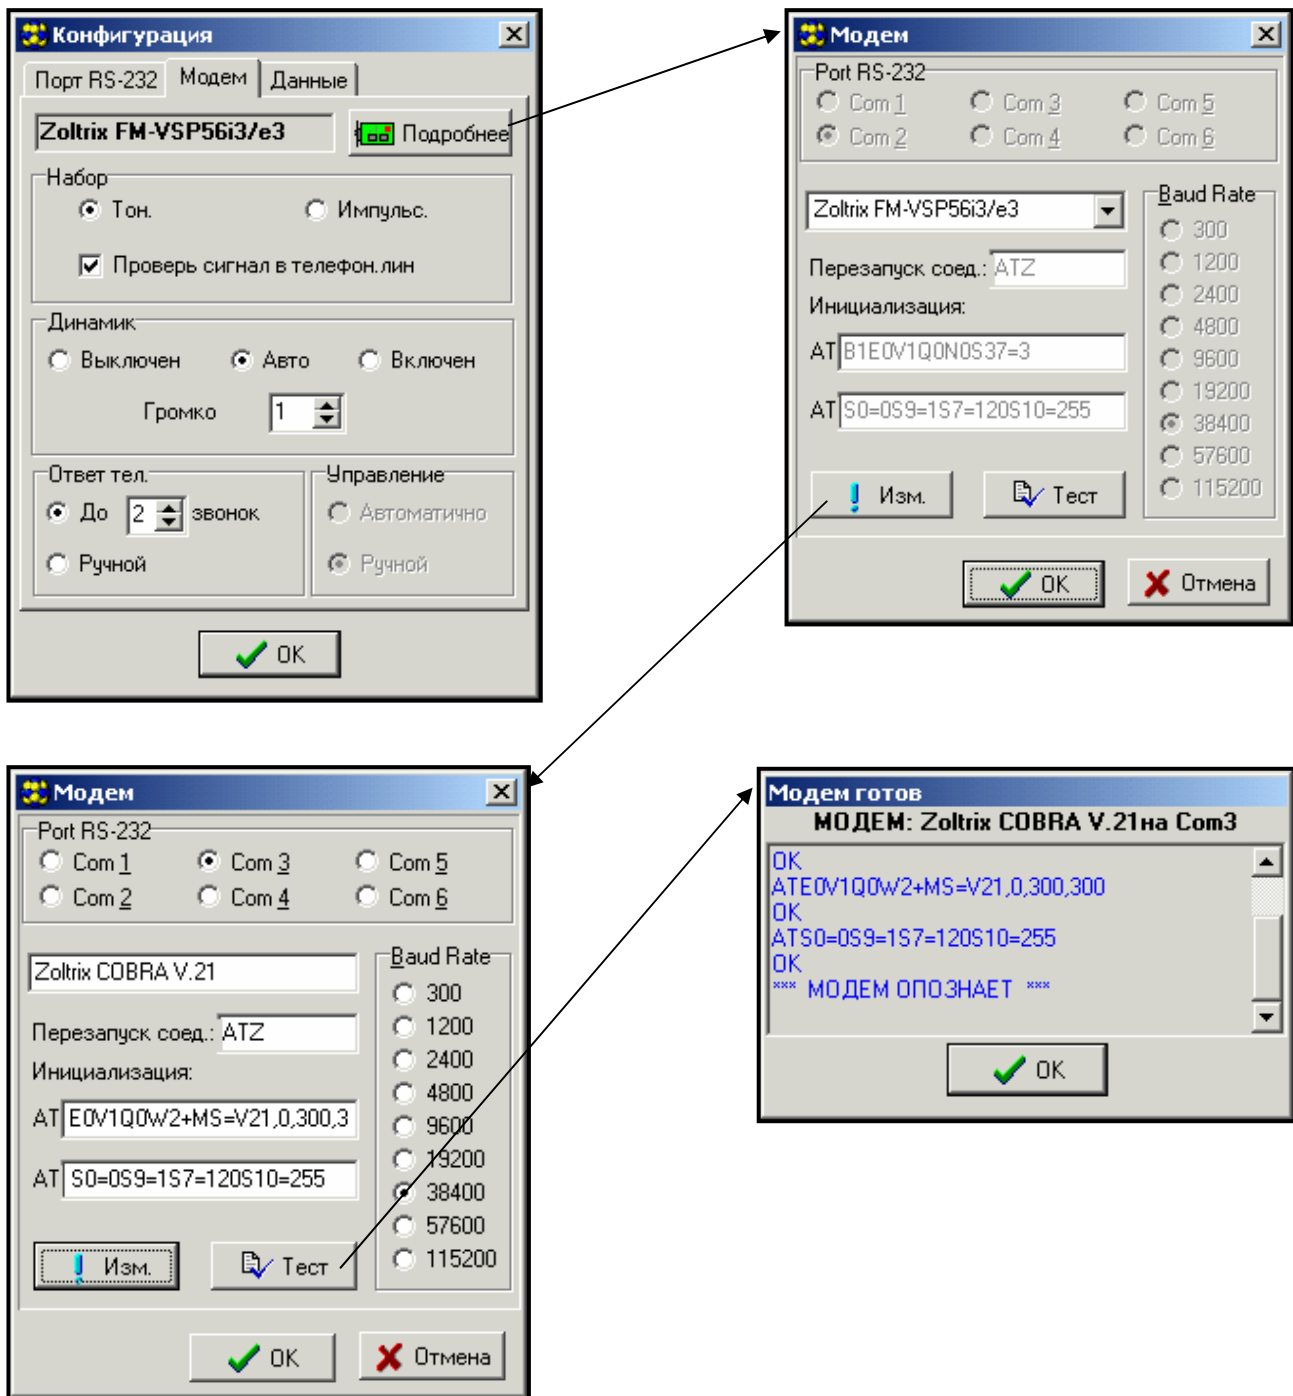 Конфигурация
Порт RS-232 Модем Данные
Zoltrix FM-VSP56i3/e3 Подробнее
Набор
Тон. Импульс.
Проверь сигнал в телефон.лин
Динамик
Выключен Авто Включен
Громко 1
Ответ тел. Управление
До 2 звонок Автоматично
Ручной Ручной
OK
Модем
Port RS-232
Com 1 Com 3 Com 5
Com 2 Com 4 Com 6
Zoltrix FM-VSP56i3/e3
Перезапуск соед.: ATZ
Инициализация:
AT B1E0V1Q0N0S37=3
AT S0=0S9=1S7=120S10=255
Baud Rate
300
1200
2400
4800
9600
19200
38400
57600
115200
Изм. Тест
OK Отмена
Модем
Port RS-232
Com 1 Com 3 Com 5
Com 2 Com 4 Com 6
Zoltrix COBRA V.21
Перезапуск соед.: ATZ
Инициализация:
AT E0V1Q0W2+MS=V21,0,300,3
AT S0=0S9=1S7=120S10=255
Baud Rate
300
1200
2400
4800
9600
19200
38400
57600
115200
Изм. Тест
OK Отмена
Модем готов
МОДЕМ: Zoltrix COBRA V.21на Com3
OK
ATE0V1Q0W2+MS=V21,0,300,300
OK
ATS0=0S9=1S7=120S10=255
OK
*** МОДЕМ ОПОЗНАЕТ ***
OK